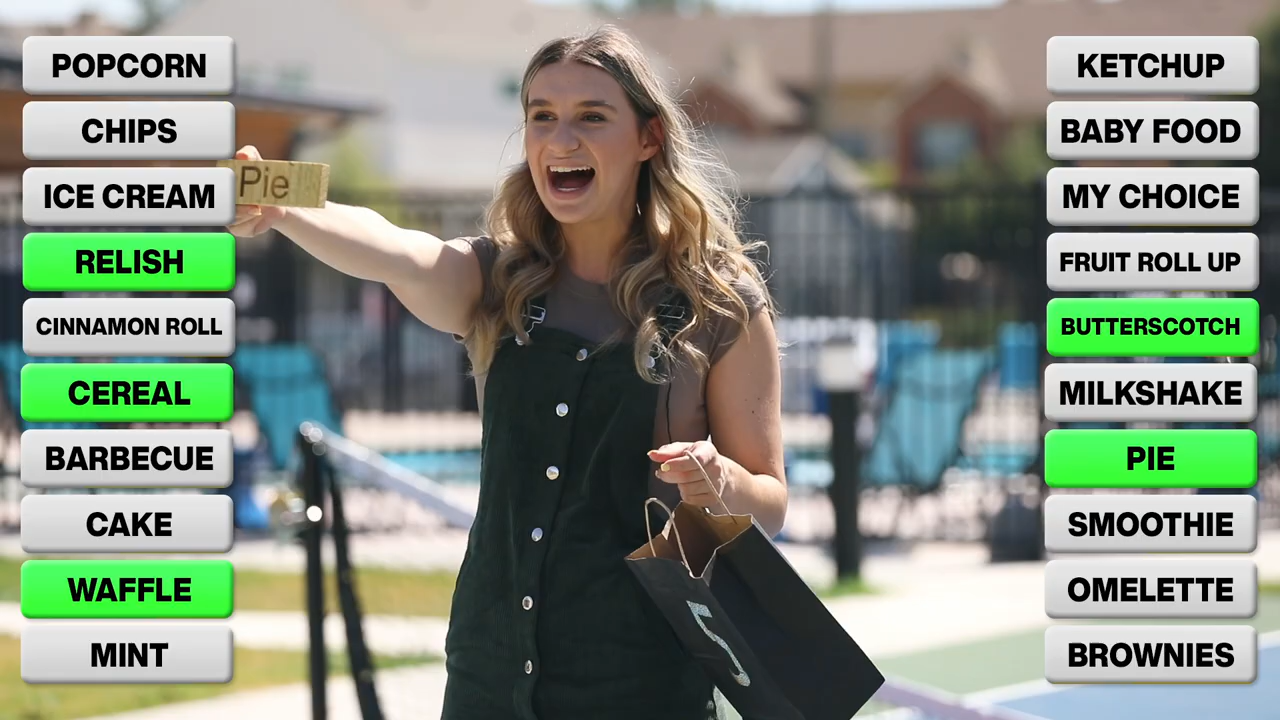 POPCORN
CHIPS
ICE CREAM
RELISH
CINNAMON ROLL
CEREAL
BARBECUE
CAKE
WAFFLE
MINT
Pie
KETCHUP
BABY FOOD
MY CHOICE
FRUIT ROLL UP
BUTTERSCOTCH
MILKSHAKE
PIE
SMOOTHIE
OMELETTE
BROWNIES